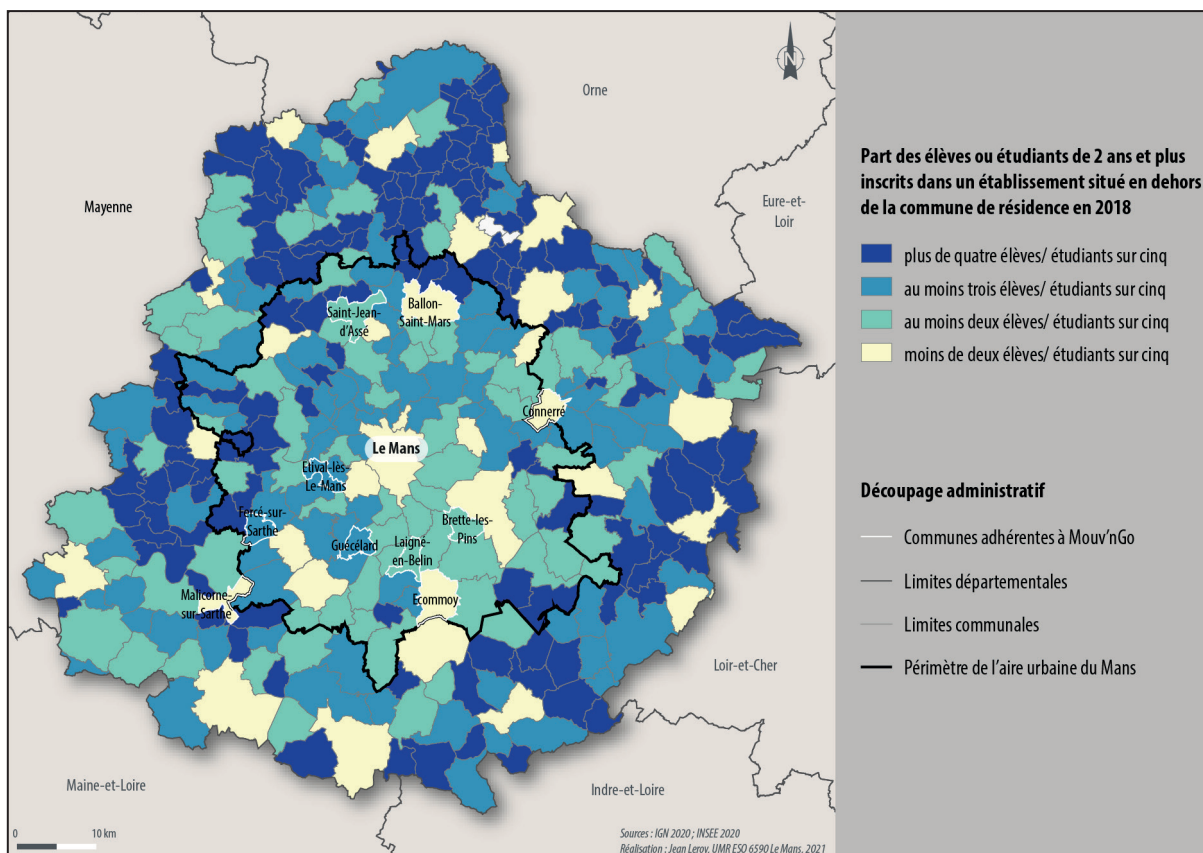 N
Orne
Mayenne
Eure-et-
Loir
Saint-Jean-
d'Assé
Ballon-
Saint-Mars
Connerré
Le Mans
Etival-lès-
Le-Mans
Fercé-sur-
Sarthe
Guécélard
Laigné-
en-Belin
Brette-les-
Pins
Malicorne-
sur-Sarthe
Ecommoy
Loir-et-Cher
Maine-et-Loire
Indre-et-Loire
0 10 km
Sources : IGN 2020 ; INSEE 2020
Réalisation : Jean Leroy, UMR ESO 6590 Le Mans, 2021
Part des élèves ou étudiants de 2 ans et plus
inscrits dans un établissement situé en dehors
de la commune de résidence en 2018
plus de quatre élèves/ étudiants sur cinq
au moins trois élèves/ étudiants sur cinq
au moins deux élèves/ étudiants sur cinq
moins de deux élèves/ étudiants sur cinq
Découpage administratif
Communes adhérentes à Mouv'nGo
Limites départementales
Limites communales
Périmètre de l'aire urbaine du Mans